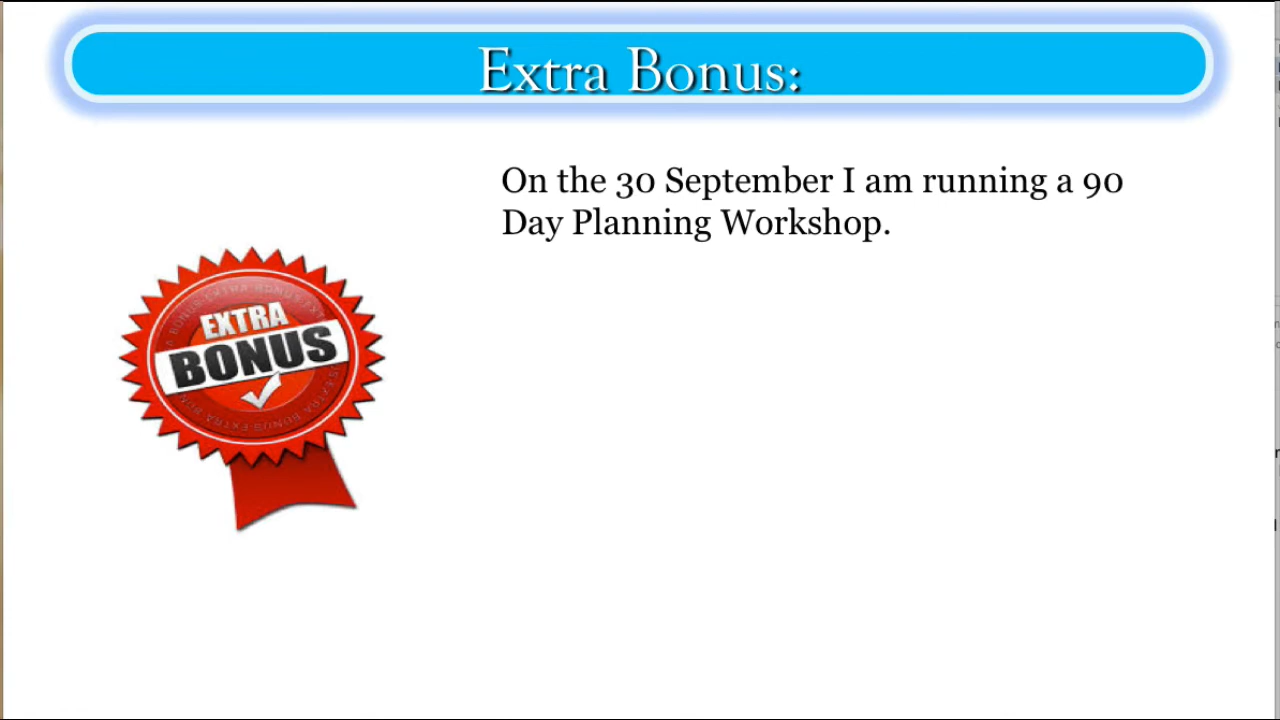 Extra Bonus:
On the 30 September I am running a 90
Day Planning Workshop.
EXTRA
BONUS